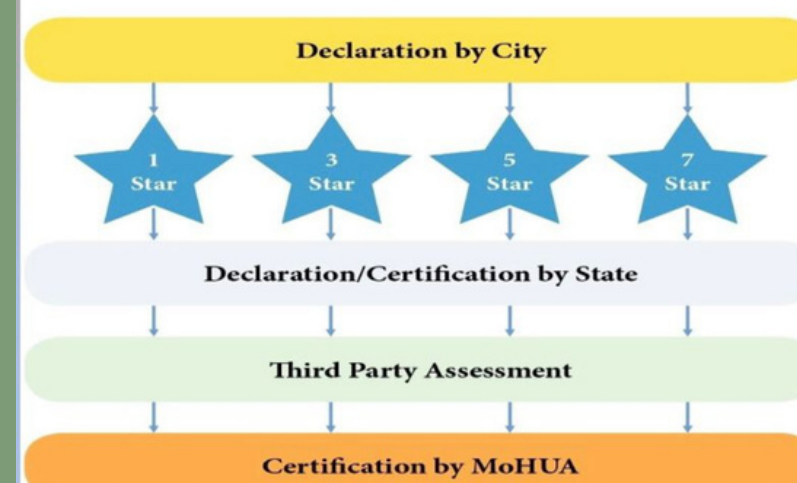 Declaration by City
1
Star
3
Star
5
Star
7
Star
Declaration/Certification by State
Third Party Assessment
Certification by MoHUA